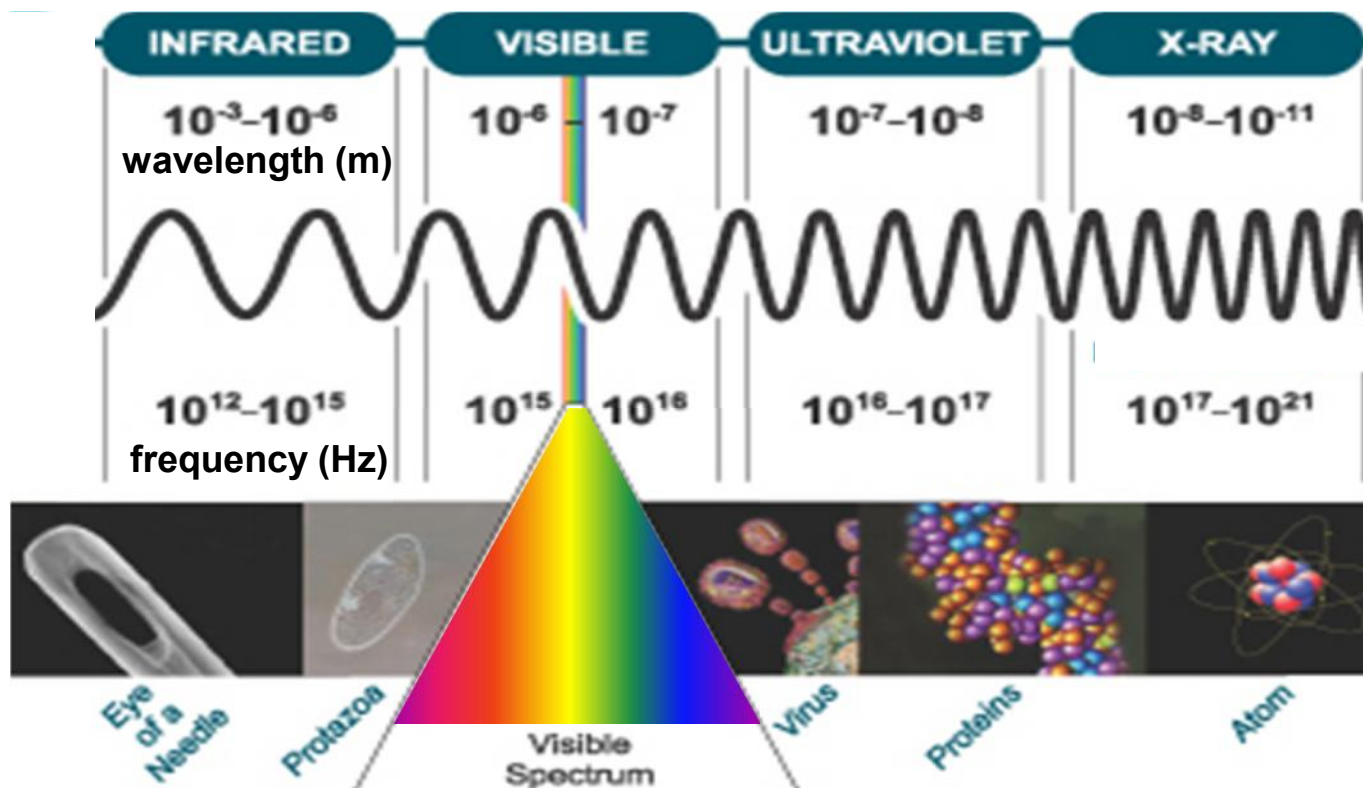 INFRARED VISIBLE ULTRAVIOLET X-RAY
10⁻³–10⁻⁶ 10⁻⁶ – 10⁻⁷ 10⁻⁷–10⁻⁸ 10⁻⁸–10⁻¹¹
wavelength (m)
10¹²–10¹⁵ 10¹⁵ 10¹⁶ 10¹⁶–10¹⁷ 10¹⁷–10²¹
frequency (Hz)
Eye
of a
Needle
Protazoa
Visible
Spectrum
Virus
Proteins
Atom